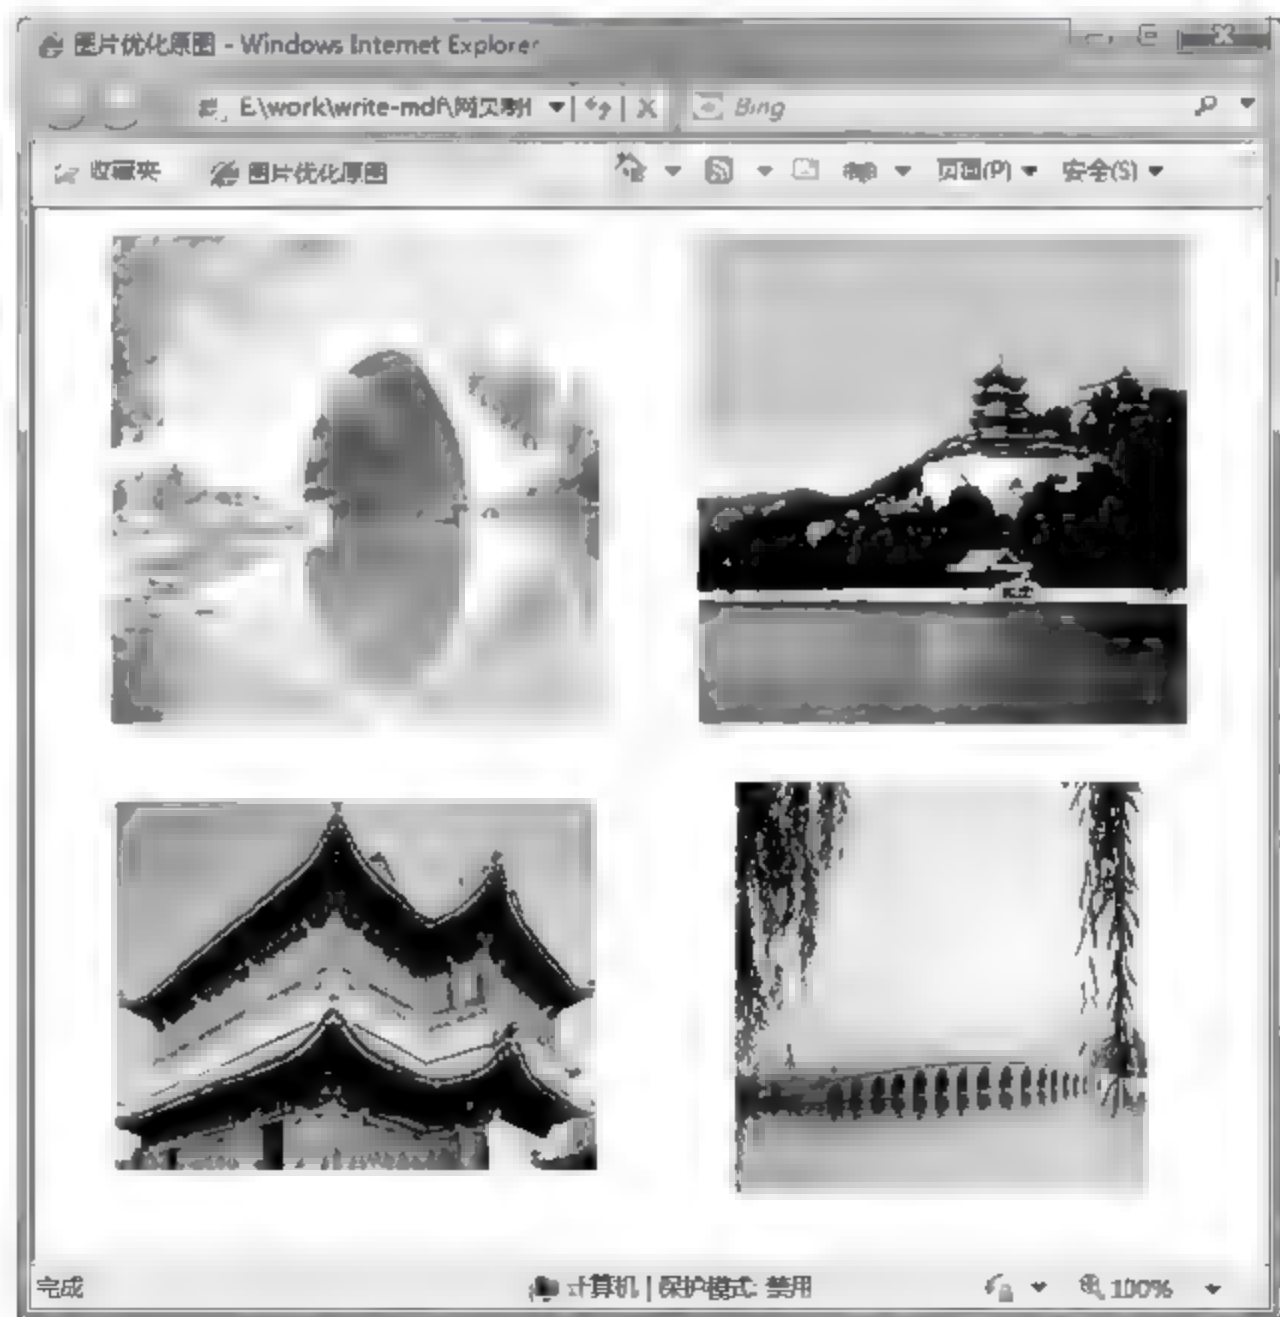 图片优化原图 - Windows Internet Explorer
E:\work\write-mdf\网页制作 Bing
收藏夹 图片优化原图 页面(P) 安全(S)
完成 计算机 | 保护模式: 禁用 100%